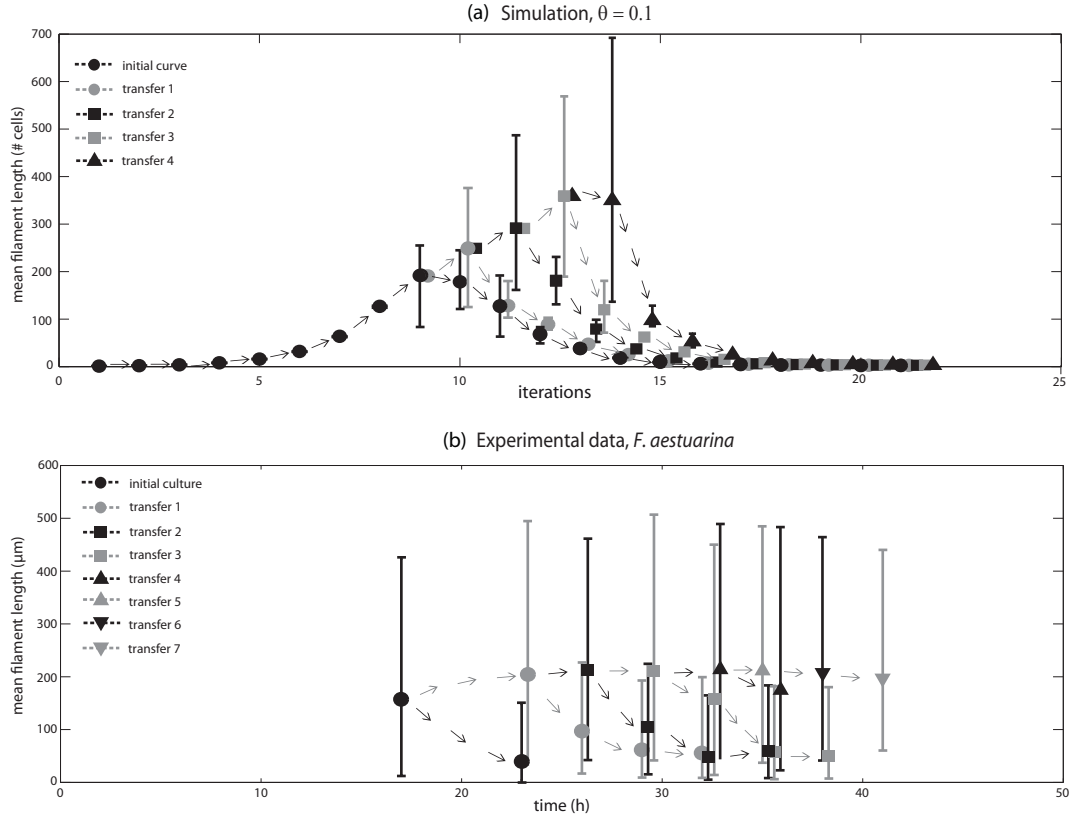 (a) Simulation, θ = 0.1
700
600
500
400
300
200
100
0
mean filament length (# cells)
initial curve
transfer 1
transfer 2
transfer 3
transfer 4
0 5 10 15 20 25
iterations
(b) Experimental data, F. aestuarina
600
500
400
300
200
100
0
mean filament length (μm)
initial culture
transfer 1
transfer 2
transfer 3
transfer 4
transfer 5
transfer 6
transfer 7
0 10 20 30 40 50
time (h)